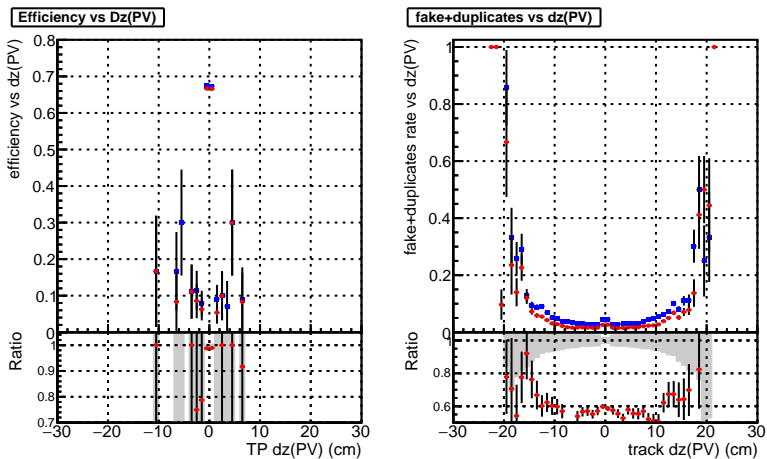 Efficiency vs Dz(PV)
efficiency vs dz(PV)
0.8
0.7
0.6
0.5
0.4
0.3
0.2
0.1
0
Ratio
1
0.9
0.8
0.7
−30 −20 −10 0 10 20 30
TP dz(PV) (cm)
fake+duplicates vs dz(PV)
fake+duplicates rate vs dz(PV)
1
0.8
0.6
0.4
0.2
0
Ratio
1
0.8
0.6
−30 −20 −10 0 10 20 30
track dz(PV) (cm)